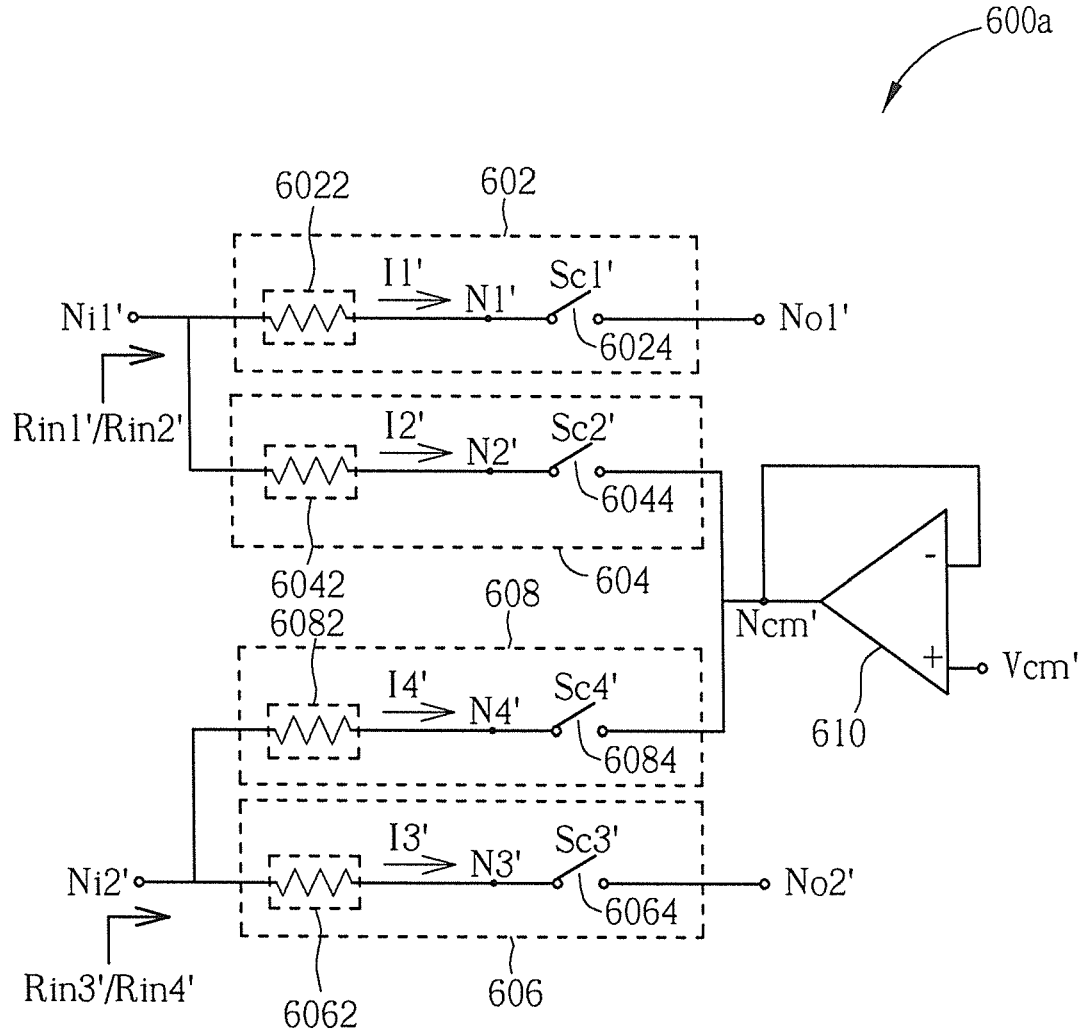 600a
6022
602
I1'
Sc1'
Ni1'
N1'
No1'
6024
Rin1'/Rin2'
I2'
Sc2'
N2'
6044
6042
604
-
Ncm'
+
Vcm'
610
6082
608
I4'
Sc4'
N4'
6084
I3'
Sc3'
Ni2'
N3'
No2'
6064
Rin3'/Rin4'
6062
606